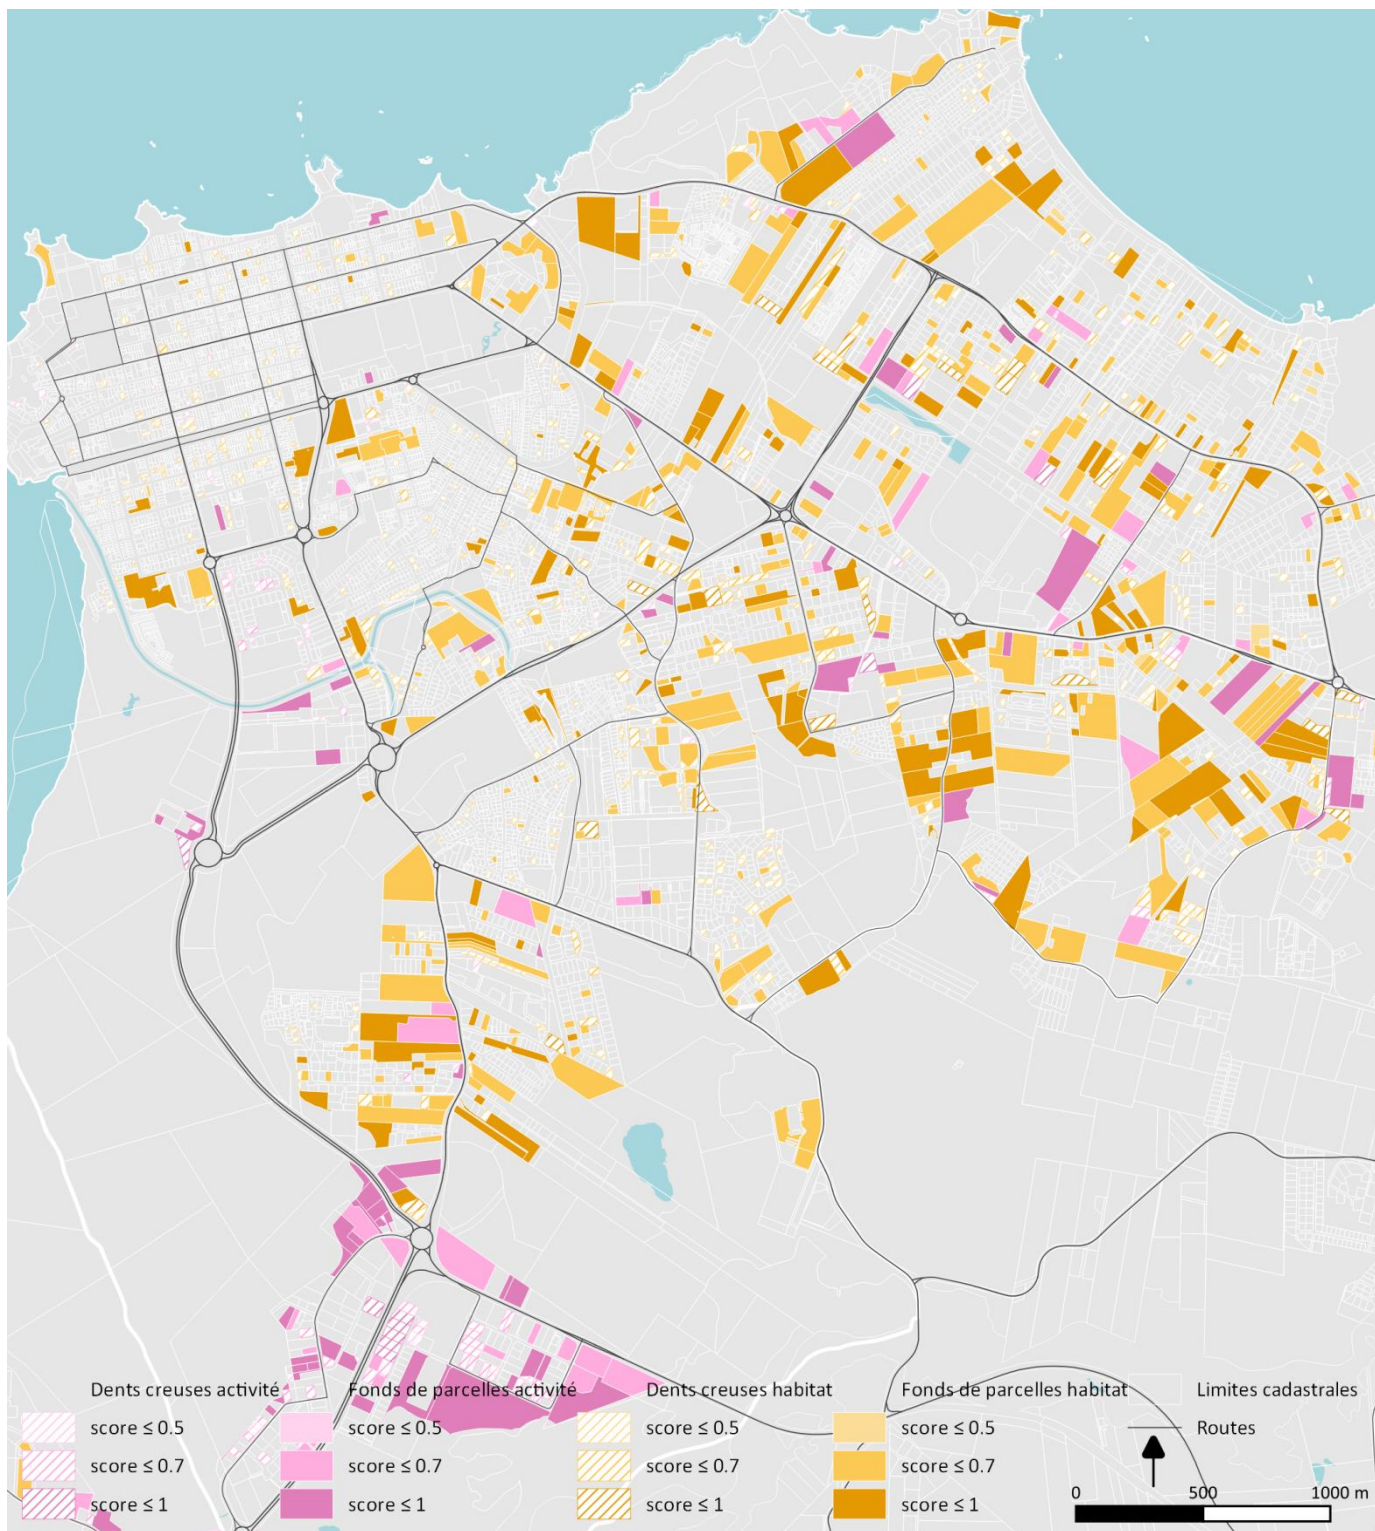 Dents creuses activité Fonds de parcelles activité Dents creuses habitat Fonds de parcelles habitat Limites cadastrales
score ≤ 0.5 score ≤ 0.5 score ≤ 0.5 score ≤ 0.5 Routes
score ≤ 0.7 score ≤ 0.7 score ≤ 0.7 score ≤ 0.7
0 500 1000 m
score ≤ 1 score ≤ 1 score ≤ 1 score ≤ 1